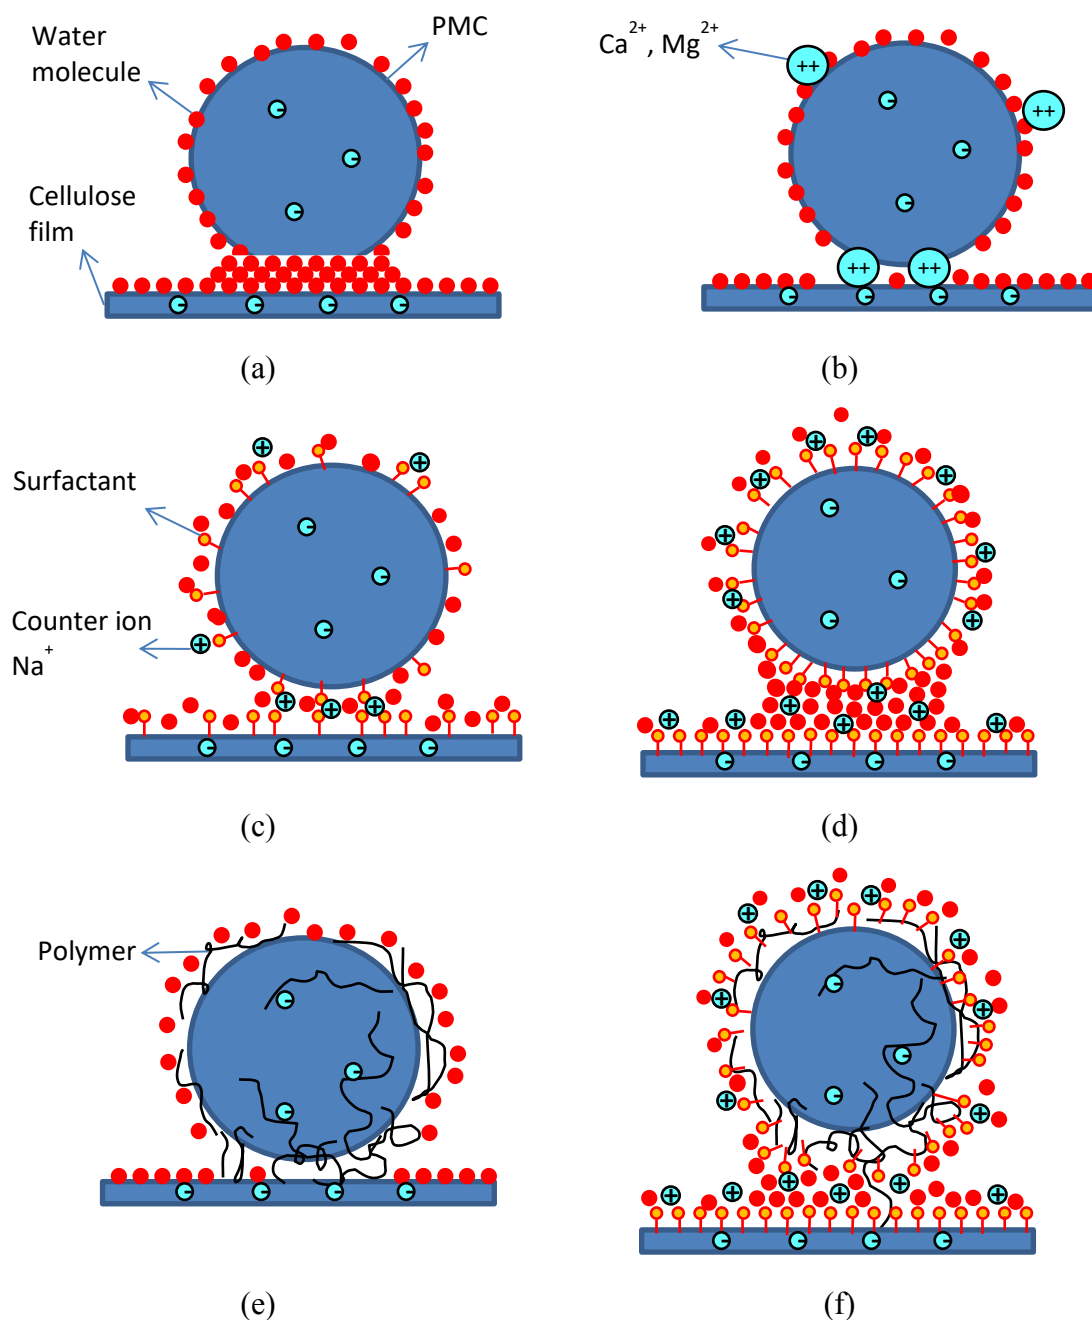 Water
molecule
PMC
Ca2+, Mg2+
++
++
Cellulose
film
++
++
-
-
-
-
-
-
-
-
-
-
-
-
-
-
(a)
(b)
Surfactant
Counter ion
Na+
(c)
(d)
Polymer
(e)
(f)